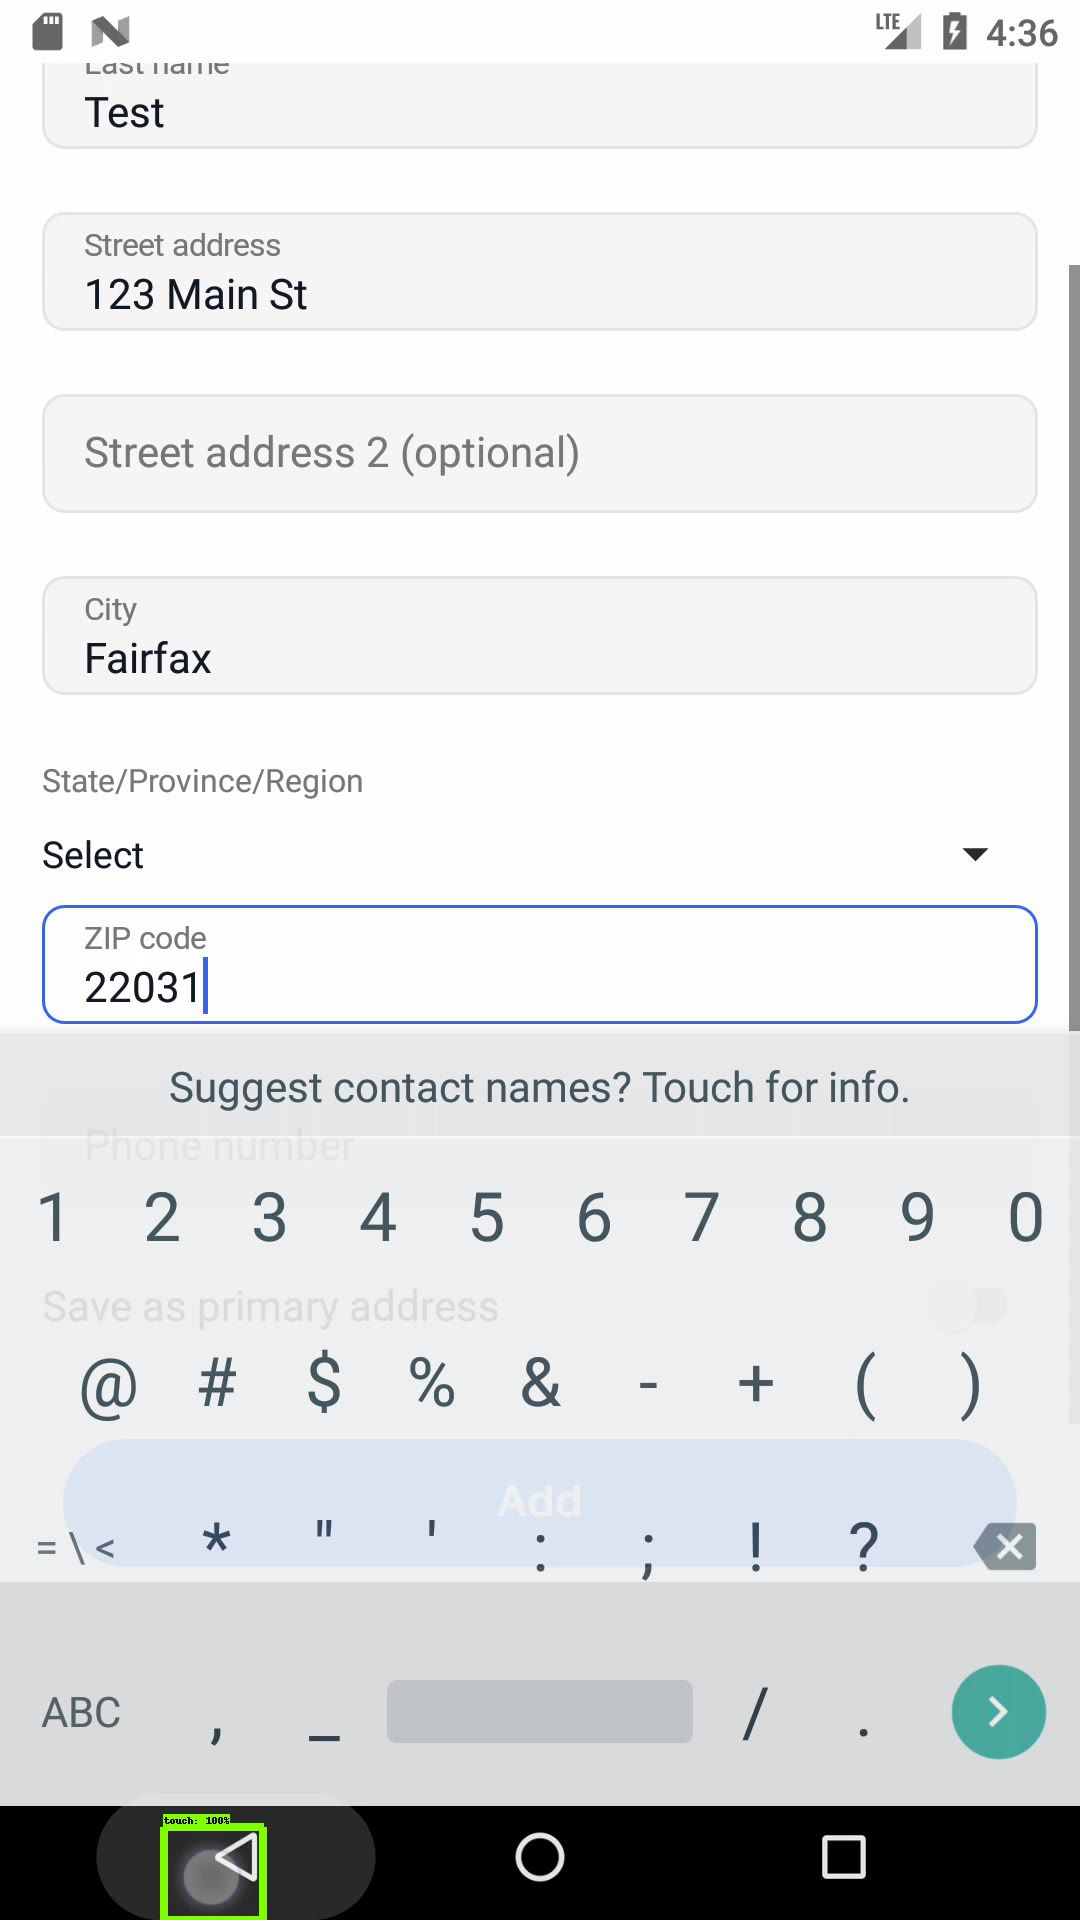 LTE 4:36
Last name
Test
Street address
123 Main St
Street address 2 (optional)
City
Fairfax
State/Province/Region
Select
ZIP code
22031
Suggest contact names? Touch for info.
Phone number
1 2 3 4 5 6 7 8 9 0
Save as primary address
@ # $ % & - + ( )
Add
= \ < * " ' : ; ! ?
ABC , _ / .
touch: 100%